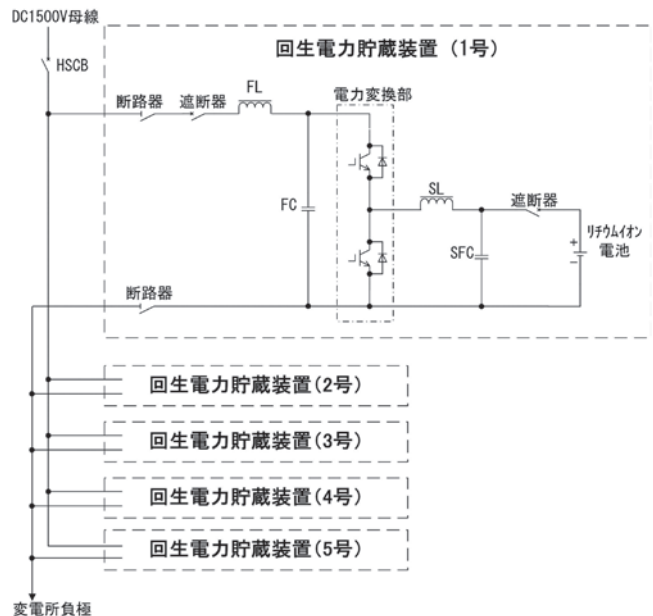 DC1500V母線
HSCB
回生電力貯蔵装置(1号)
断路器
遮断器
FL
電力変換部
FC
SL
遮断器
SFC
+
−
リチウムイオン
電池
断路器
回生電力貯蔵装置(2号)
回生電力貯蔵装置(3号)
回生電力貯蔵装置(4号)
回生電力貯蔵装置(5号)
変電所負極